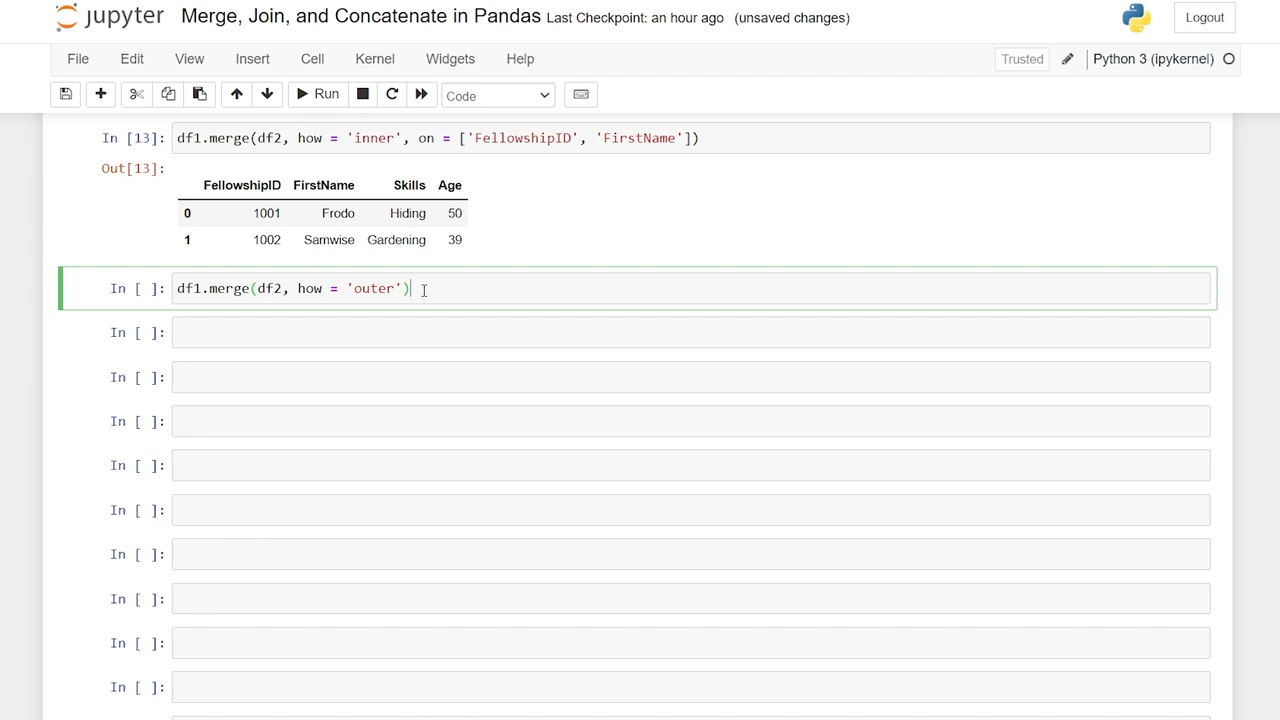 jupyter Merge, Join, and Concatenate in Pandas Last Checkpoint: an hour ago (unsaved changes) Logout
File Edit View Insert Cell Kernel Widgets Help Trusted Python 3 (ipykernel)
Run Code
In [13]: df1.merge(df2, how = 'inner', on = ['FellowshipID', 'FirstName'])
Out[13]:
FellowshipID FirstName Skills Age
0 1001 Frodo Hiding 50
1 1002 Samwise Gardening 39
In [ ]: df1.merge(df2, how = 'outer')
In [ ]:
In [ ]:
In [ ]:
In [ ]:
In [ ]:
In [ ]:
In [ ]:
In [ ]:
In [ ]: